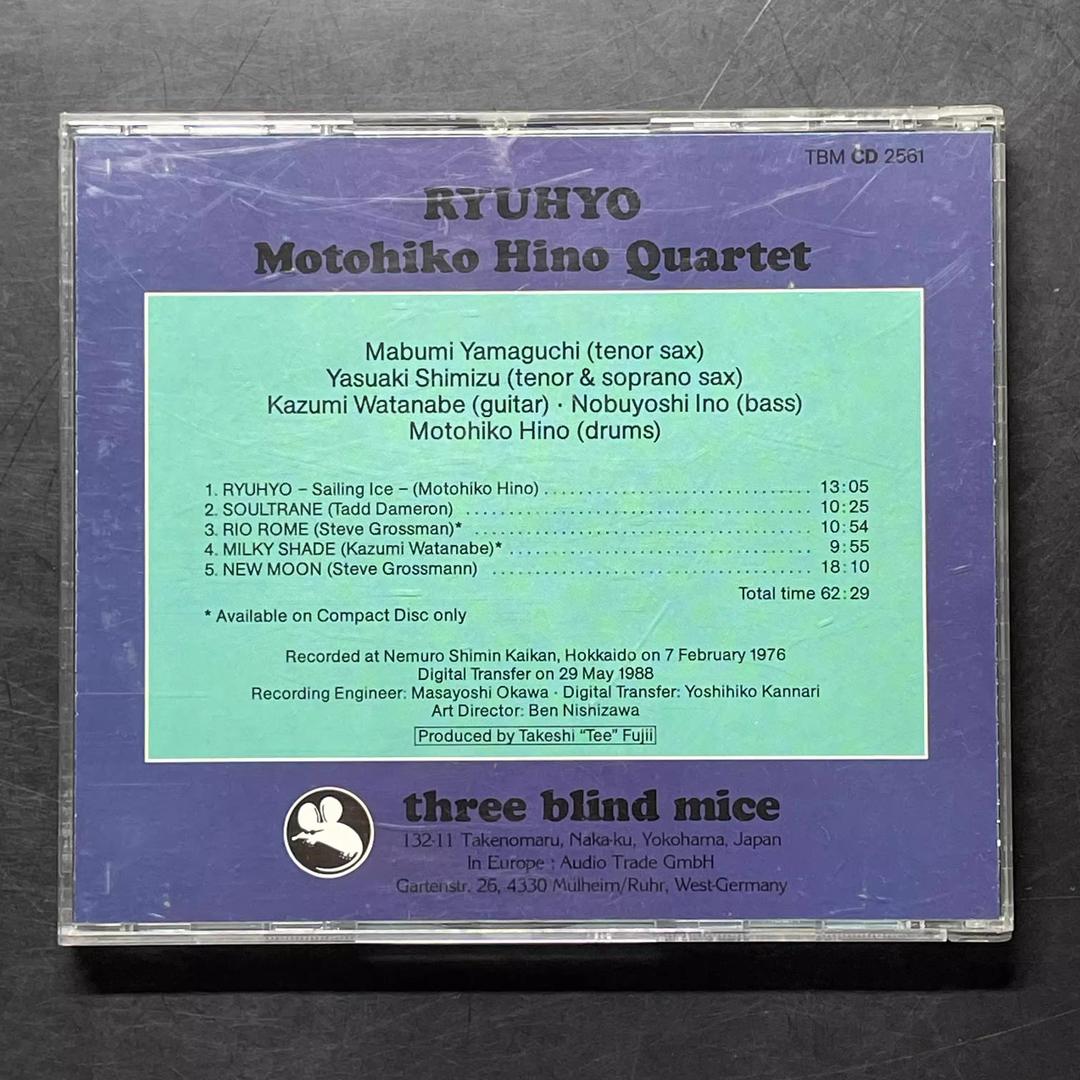 TBM CD 2561
RYUHYO
Motohiko Hino Quartet
Mabumi Yamaguchi (tenor sax)
Yasuaki Shimizu (tenor & soprano sax)
Kazumi Watanabe (guitar) · Nobuyoshi Ino (bass)
Motohiko Hino (drums)
1. RYUHYO – Sailing Ice – (Motohiko Hino) ................................ 13:05
2. SOULTRANE (Tadd Dameron) ........................................ 10:25
3. RIO ROME (Steve Grossman)* ....................................... 10:54
4. MILKY SHADE (Kazumi Watanabe)* ................................... 9:55
5. NEW MOON (Steve Grossmann) ..................................... 18:10
Total time 62:29
* Available on Compact Disc only
Recorded at Nemuro Shimin Kaikan, Hokkaido on 7 February 1976
Digital Transfer on 29 May 1988
Recording Engineer: Masayoshi Okawa · Digital Transfer: Yoshihiko Kannari
Art Director: Ben Nishizawa
Produced by Takeshi “Tee” Fujii
three blind mice
132-11 Takenomaru, Naka-ku, Yokohama, Japan
In Europe : Audio Trade GmbH
Gartenstr. 26, 4330 Mülheim/Ruhr, West-Germany